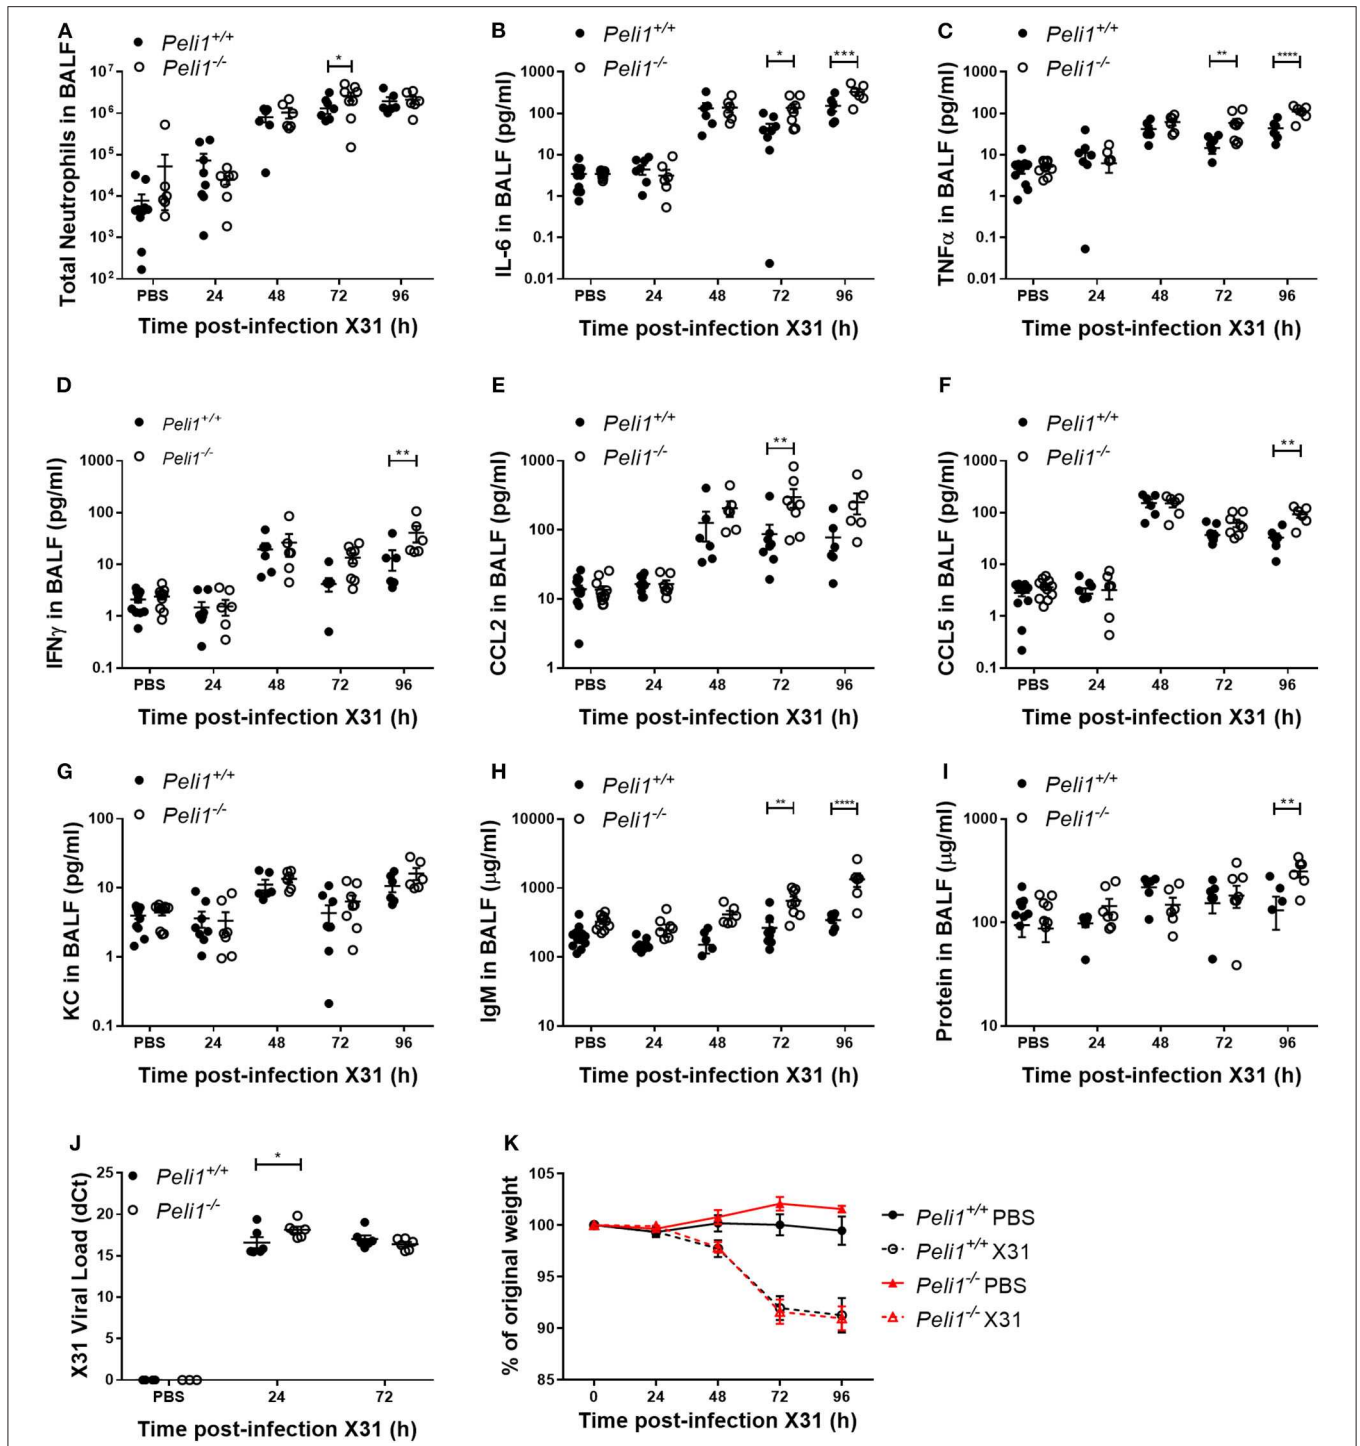 A
Peli1+/+
Peli1-/-
*
Total Neutrophils in BALF
10^7
10^6
10^5
10^4
10^3
10^2
PBS 24 48 72 96
Time post-infection X31 (h)
B
Peli1+/+
Peli1-/-
* ***
IL-6 in BALF (pg/ml)
1000
100
10
1
0.1
0.01
PBS 24 48 72 96
Time post-infection X31 (h)
C
Peli1+/+
Peli1-/-
** ****
TNFα in BALF (pg/ml)
1000
100
10
1
0.1
0.01
PBS 24 48 72 96
Time post-infection X31 (h)
D
Peli1+/+
Peli1-/-
**
IFNγ in BALF (pg/ml)
1000
100
10
1
0.1
PBS 24 48 72 96
Time post-infection X31 (h)
E
Peli1+/+
Peli1-/-
**
CCL2 in BALF (pg/ml)
1000
100
10
1
PBS 24 48 72 96
Time post-infection X31 (h)
F
Peli1+/+
Peli1-/-
**
CCL5 in BALF (pg/ml)
1000
100
10
1
0.1
PBS 24 48 72 96
Time post-infection X31 (h)
G
Peli1+/+
Peli1-/-
KC in BALF (pg/ml)
100
10
1
0.1
PBS 24 48 72 96
Time post-infection X31 (h)
H
Peli1+/+
Peli1-/-
** ****
IgM in BALF (μg/ml)
10000
1000
100
10
PBS 24 48 72 96
Time post-infection X31 (h)
I
Peli1+/+
Peli1-/-
**
Protein in BALF (μg/ml)
1000
100
10
PBS 24 48 72 96
Time post-infection X31 (h)
J
Peli1+/+
Peli1-/-
*
X31 Viral Load (dCt)
25
20
15
10
5
0
PBS 24 72
Time post-infection X31 (h)
K
% of original weight
105
100
95
90
85
0 24 48 72 96
Time post-infection X31 (h)
Peli1+/+ PBS
Peli1+/+ X31
Peli1-/- PBS
Peli1-/- X31